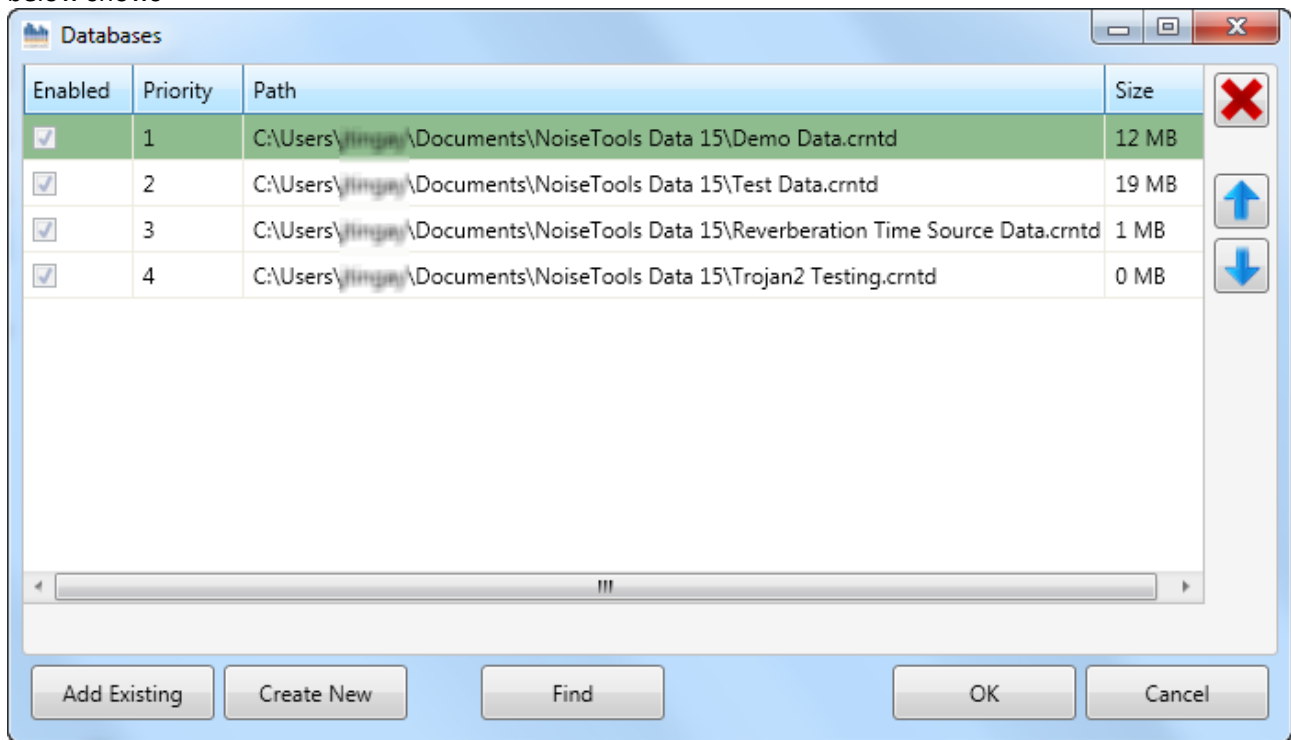 below shows
Databases
Enabled Priority Path Size
1 C:\Users\ \Documents\NoiseTools Data 15\Demo Data.crntd 12 MB
2 C:\Users\ \Documents\NoiseTools Data 15\Test Data.crntd 19 MB
3 C:\Users\ \Documents\NoiseTools Data 15\Reverberation Time Source Data.crntd 1 MB
4 C:\Users\ \Documents\NoiseTools Data 15\Trojan2 Testing.crntd 0 MB
Add Existing Create New Find OK Cancel